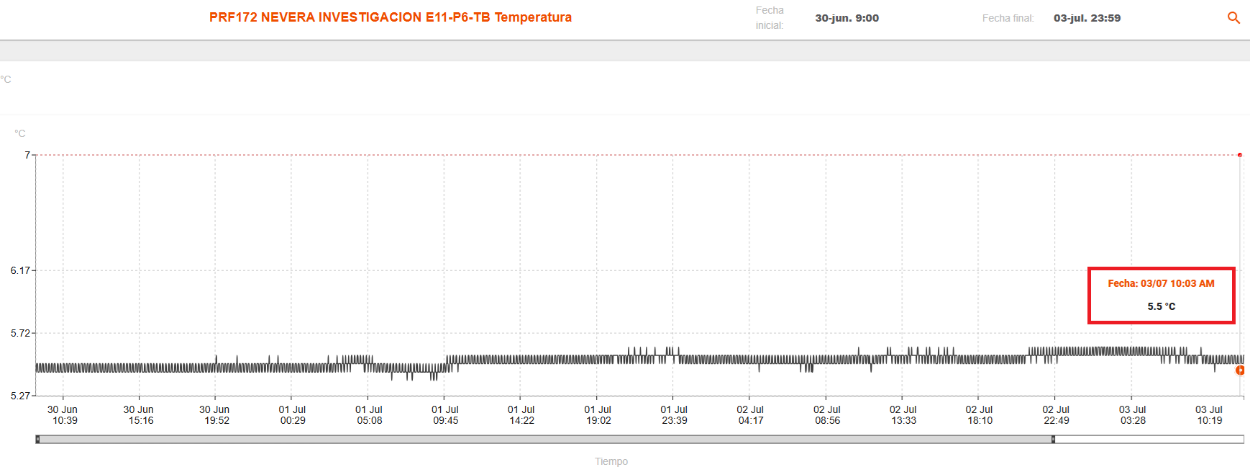 PRF172 NEVERA INVESTIGACION E11-P6-TB Temperatura
Fecha
inicial:
30-jun. 9:00
Fecha final:
03-jul. 23:59
°C
°C
7
6.17
5.72
5.27
Fecha: 03/07 10:03 AM
5.5 °C
30 Jun
10:39
30 Jun
15:16
30 Jun
19:52
01 Jul
00:29
01 Jul
05:08
01 Jul
09:45
01 Jul
14:22
01 Jul
19:02
01 Jul
23:39
02 Jul
04:17
02 Jul
08:56
02 Jul
13:33
02 Jul
18:10
02 Jul
22:49
03 Jul
03:28
03 Jul
10:19
Tiempo